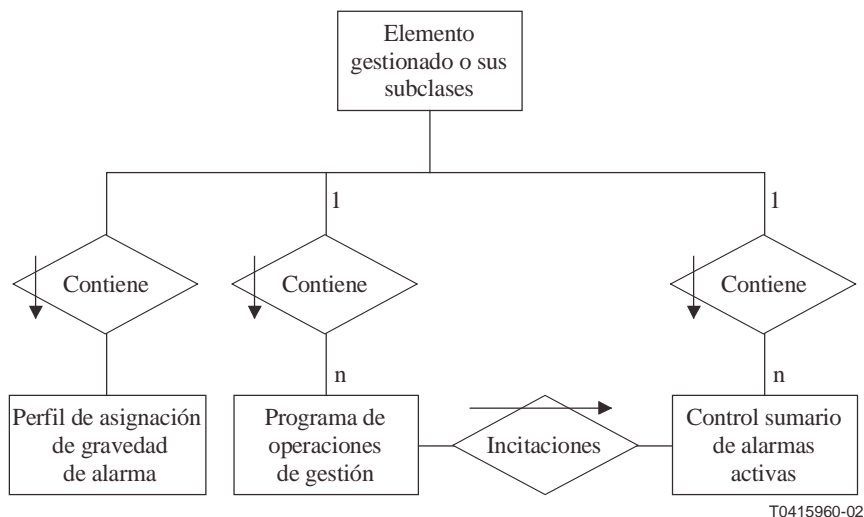 Elemento
gestionado o sus
subclases
1
1
Contiene
Contiene
Contiene
n
n
Perfil de asignación
de gravedad
de alarma
Programa de
operaciones
de gestión
Incitaciones
Control sumario
de alarmas
activas
T0415960-02